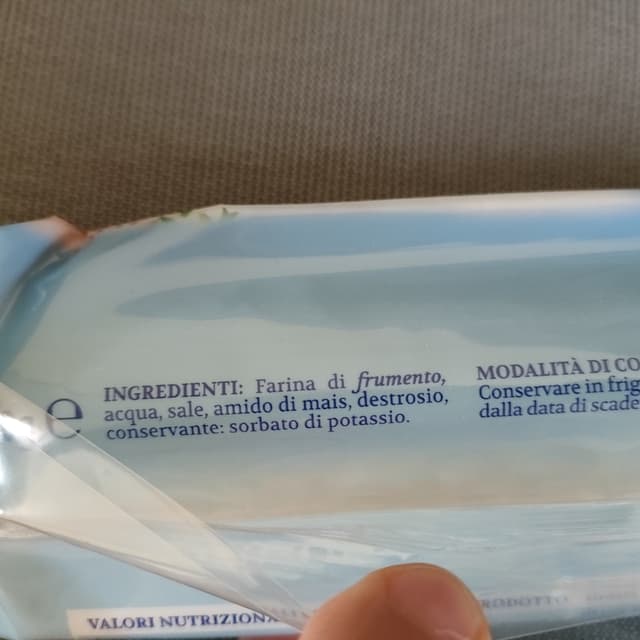 e
INGREDIENTI: Farina di frumento,
acqua, sale, amido di mais, destrosio,
conservante: sorbato di potassio.
MODALITÀ DI CO
Conservare in frig
dalla data di scade
VALORI NUTRIZIONA
RODOTTO